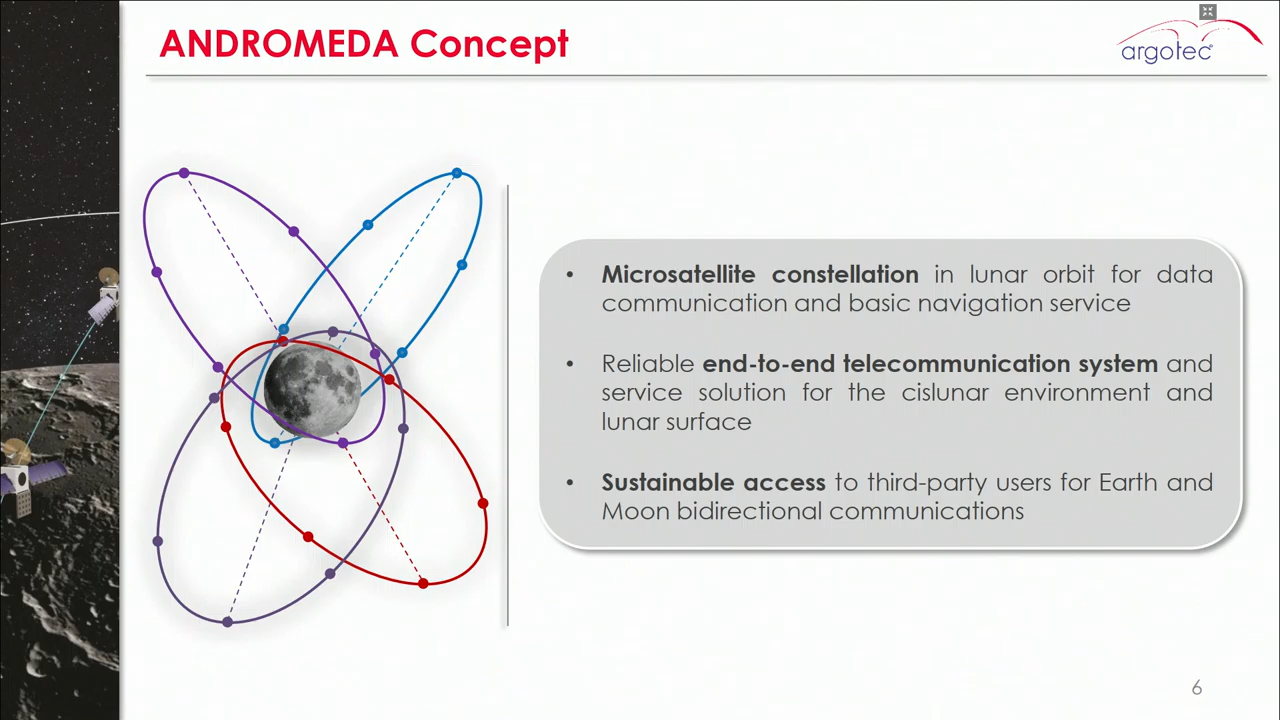 ANDROMEDA Concept
argotec
• Microsatellite constellation in lunar orbit for data
communication and basic navigation service
• Reliable end-to-end telecommunication system and
service solution for the cislunar environment and
lunar surface
• Sustainable access to third-party users for Earth and
Moon bidirectional communications
6